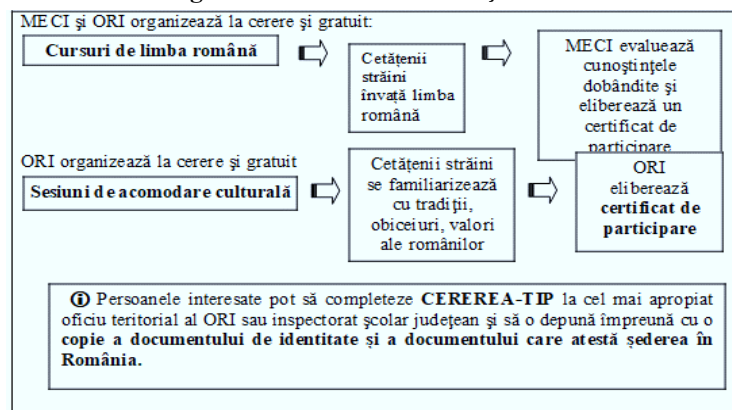 MECI şi ORI organizează la cerere şi gratuit:
Cursuri de limba română
Cetăţenii
străini
învaţă limba
română
MECI evaluează
cunoştinţele
dobândite şi
eliberează un
certificat de
participare
ORI organizează la cerere şi gratuit
Sesiuni de acomodare culturală
Cetăţenii străini
se familiarizează
cu tradiţii,
obiceiuri, valori
ale românilor
ORI
eliberează
certificat de
participare
Persoanele interesate pot să completeze CEREREA-TIP la cel mai apropiat
oficiu teritorial al ORI sau inspectorat şcolar judeţean şi să o depună împreună cu o
copie a documentului de identitate și a documentului care atestă șederea în
România.